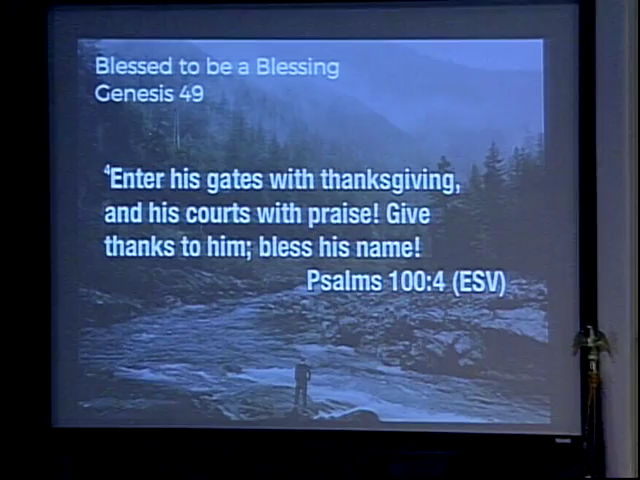 Blessed to be a Blessing
Genesis 49
⁴Enter his gates with thanksgiving,
and his courts with praise! Give
thanks to him; bless his name!
Psalms 100:4 (ESV)